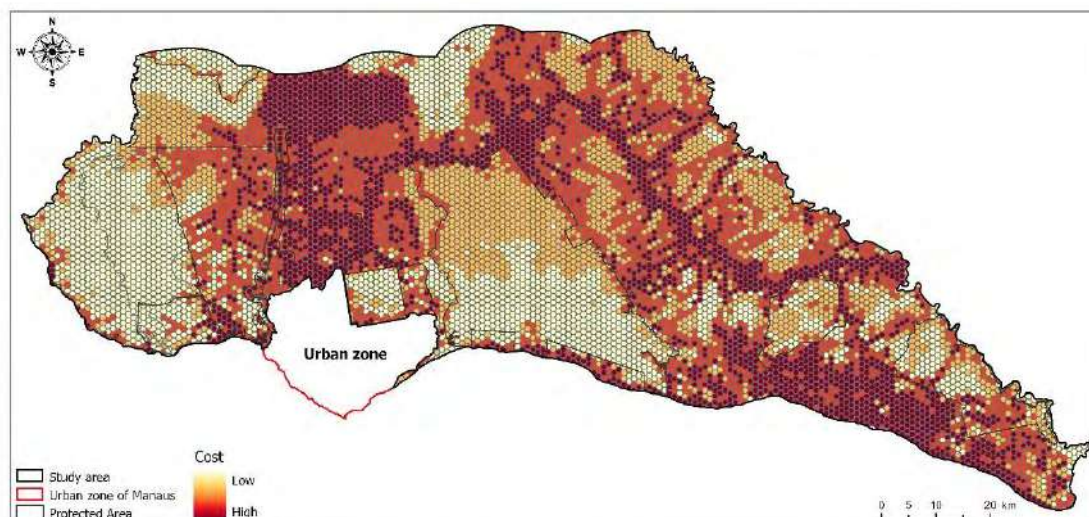 N
W E
S
Urban zone
Study area
Urban zone of Manaus
Protected Area
Cost
Low
High
0 5 10 20 km